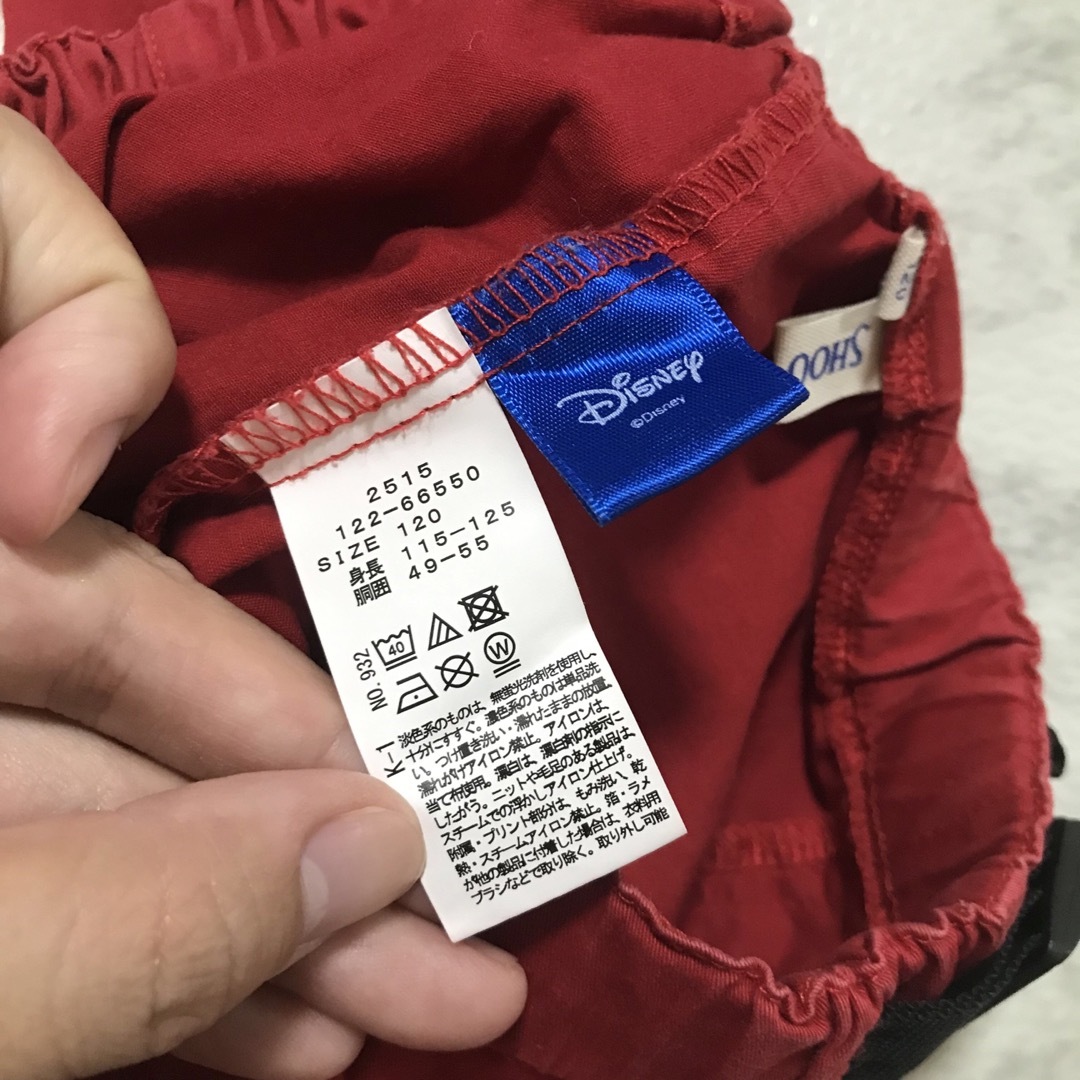 2515
122-66550
SIZE 120
身長 115-125
胴囲 49-55
NO. 932
40
W
K-1
淡色系のものは、無蛍光洗剤を使用し、
十分にすすぐ。濃色系のものは単品洗
い。つけ置き洗い・濡れたままの放置、
濡れがけアイロン禁止。アイロンは、
当て布使用。漂白は、漂白剤の指示に
したがう。ニットや毛足のある製品は、
スチームでの浮かしアイロン仕上げ。
附属・プリント部分は、もみ洗い、乾
熱・スチームアイロン禁止。箔・ラメ
が他の製品に付着した場合は、衣料用
ブラシなどで取り除く。取り外し可能
Disney
©Disney
SHOO